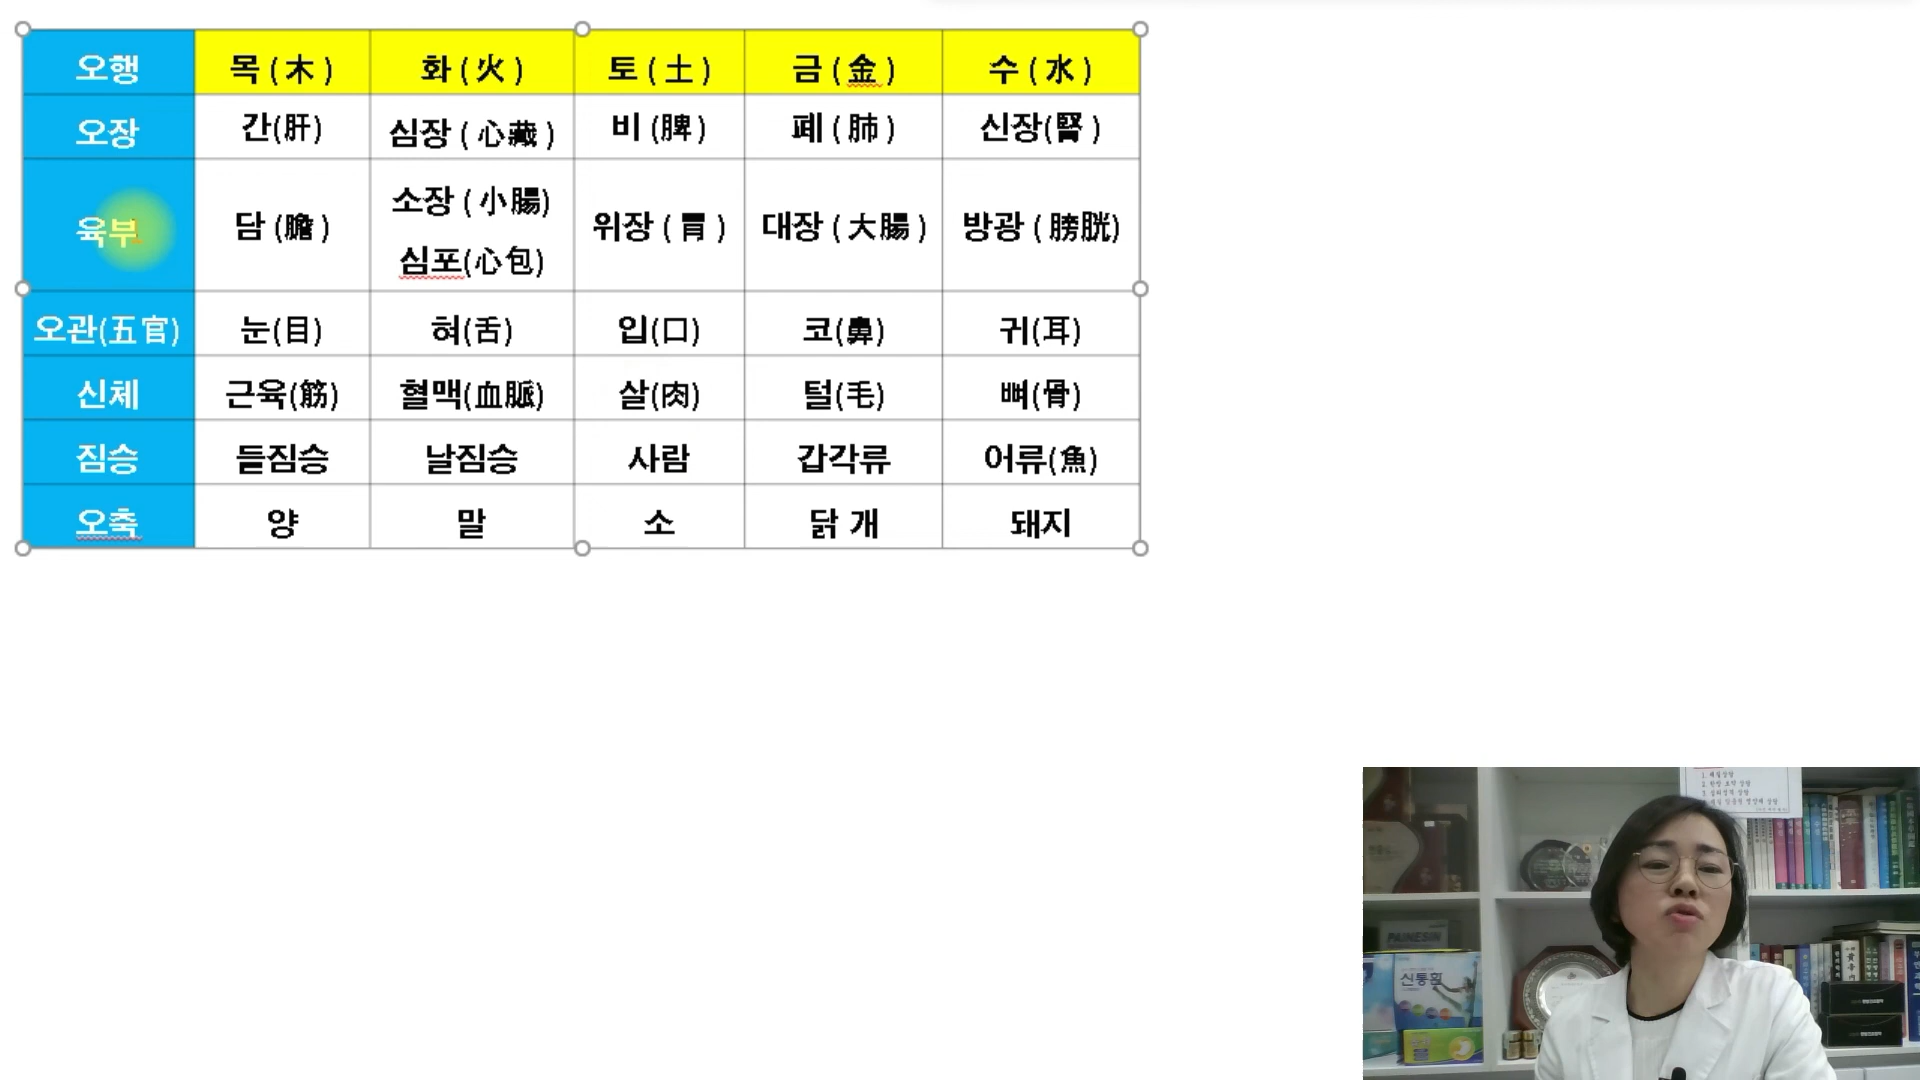 오행 목 ( 木 ) 화 ( 火 ) 토 ( 土 ) 금 ( 金 ) 수 ( 水 )
오장 간(肝) 심장 ( 心藏 ) 비 (脾 ) 폐 ( 肺 ) 신장(腎 )
육부 담 (膽 ) 소장 ( 小腸) 심포(心包) 위장 ( 胃 ) 대장 ( 大腸 ) 방광 ( 膀胱)
오관(五官) 눈(目) 혀(舌) 입(口) 코(鼻) 귀(耳)
신체 근육(筋) 혈맥(血脈) 살(肉) 털(毛) 뼈(骨)
짐승 듣짐승 날짐승 사람 갑각류 어류(魚)
오축 양 말 소 닭 개 돼지
PAINESIN
신통환